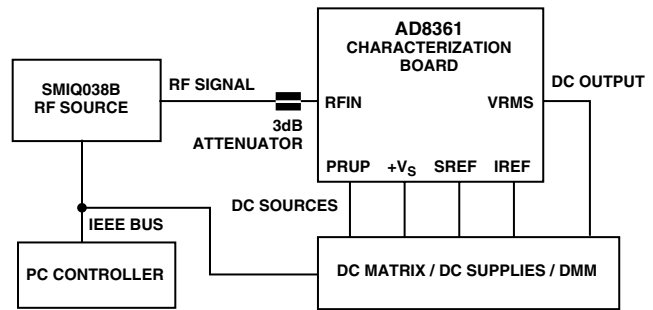 AD8361
CHARACTERIZATION
BOARD
SMIQ038B
RF SOURCE
RF SIGNAL
3dB
ATTENUATOR
RFIN
VRMS
DC OUTPUT
PRUP +VS SREF IREF
DC SOURCES
IEEE BUS
PC CONTROLLER
DC MATRIX / DC SUPPLIES / DMM